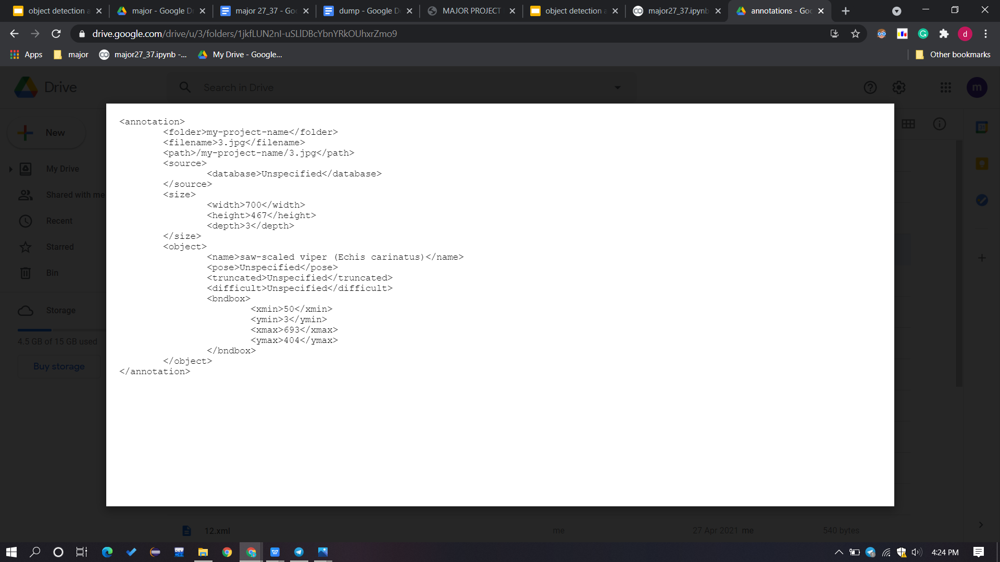 object detection a
major - Google D
major 27_37 - Goo
dump - Google D
MAJOR PROJECT
object detection a
major27_37.ipynb
annotations - Goo
drive.google.com/drive/u/3/folders/1jkfLUN2nI-uSLlDBcYbnYRkOUhxrZmo9
d
Apps
major
major27_37.ipynb -...
My Drive - Google...
Other bookmarks
Drive
Search in Drive
m
<annotation>
<folder>my-project-name</folder>
<filename>3.jpg</filename>
<path>/my-project-name/3.jpg</path>
<source>
<database>Unspecified</database>
</source>
<size>
<width>700</width>
<height>467</height>
<depth>3</depth>
</size>
<object>
<name>saw-scaled viper (Echis carinatus)</name>
<pose>Unspecified</pose>
<truncated>Unspecified</truncated>
<difficult>Unspecified</difficult>
<bndbox>
<xmin>50</xmin>
<ymin>3</ymin>
<xmax>693</xmax>
<ymax>404</ymax>
</bndbox>
</object>
</annotation>
New
My Drive
Shared with me
Recent
Starred
Bin
Storage
4.5 GB of 15 GB used
Buy storage
31
12.xml
me
27 Apr 2021 me
540 bytes
DEV
4:24 PM